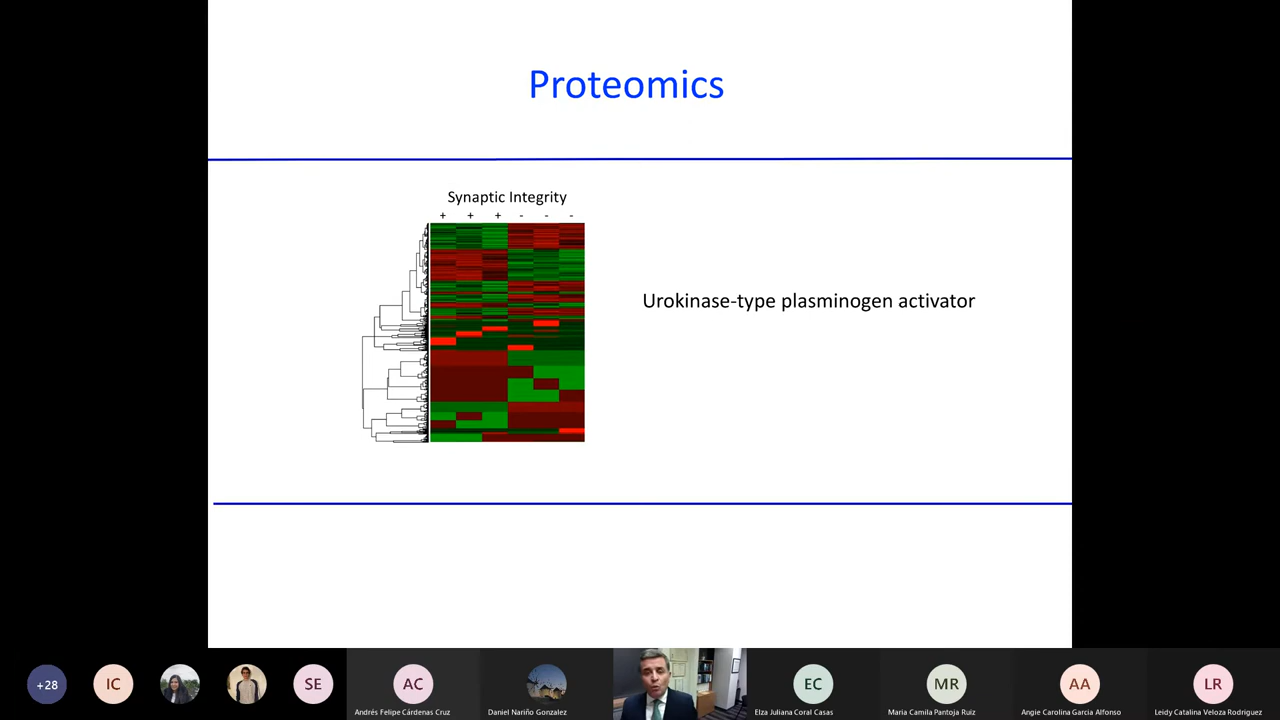 Proteomics
Synaptic Integrity
+ + + - - -
Urokinase-type plasminogen activator
+28
IC
SE
AC
EC
MR
AA
LR
Andrés Felipe Cárdenas Cruz
Daniel Nariño Gonzalez
Elza Juliana Coral Casas
Maria Camila Pantoja Ruiz
Angie Carolina Garcia Alfonso
Leidy Catalina Veloza Rodriguez